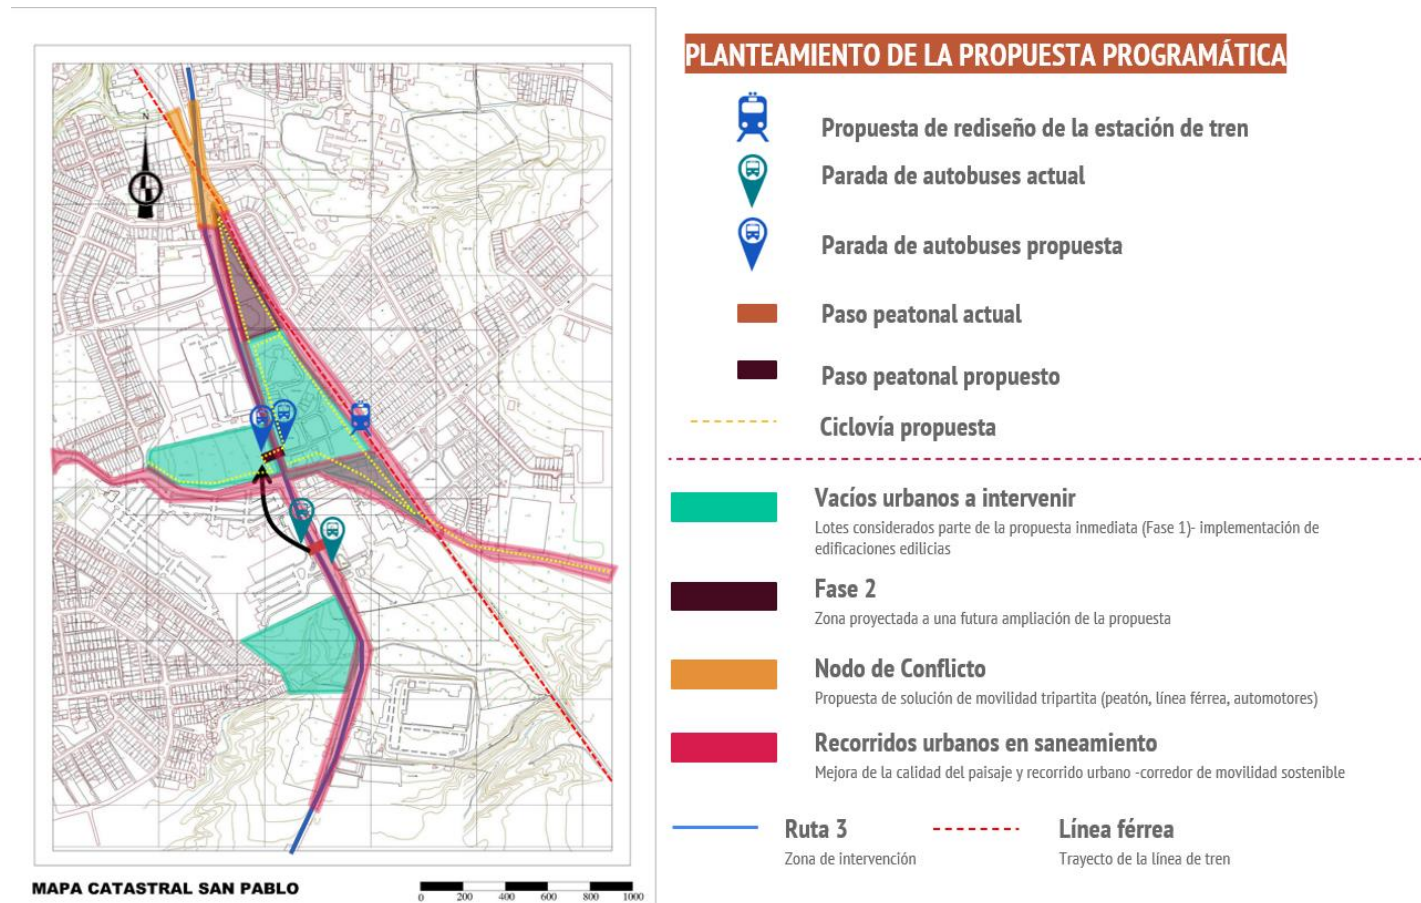 PLANTEAMIENTO DE LA PROPUESTA PROGRAMÁTICA
Propuesta de rediseño de la estación de tren
Parada de autobuses actual
Parada de autobuses propuesta
Paso peatonal actual
Paso peatonal propuesto
Ciclovía propuesta
Vacíos urbanos a intervenir
Lotes considerados parte de la propuesta inmediata (Fase 1)- implementación de
edificaciones edilicias
Fase 2
Zona proyectada a una futura ampliación de la propuesta
Nodo de Conflicto
Propuesta de solución de movilidad tripartita (peatón, línea férrea, automotores)
Recorridos urbanos en saneamiento
Mejora de la calidad del paisaje y recorrido urbano -corredor de movilidad sostenible
Ruta 3
Zona de intervención
Línea férrea
Trayecto de la línea de tren
N
MAPA CATASTRAL SAN PABLO
0 200 400 600 800 1000